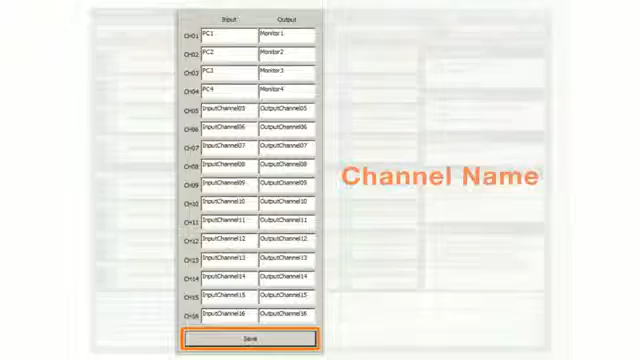 Input Output
CH01 PC1 Monitor1
CH02 PC2 Monitor2
CH03 PC3 Monitor3
CH04 PC4 Monitor4
CH05 InputChannel05 OutputChannel05
CH06 InputChannel06 OutputChannel06
CH07 InputChannel07 OutputChannel07
CH08 InputChannel08 OutputChannel08
CH09 InputChannel09 OutputChannel09
CH10 InputChannel10 OutputChannel10
CH11 InputChannel11 OutputChannel11
CH12 InputChannel12 OutputChannel12
CH13 InputChannel13 OutputChannel13
CH14 InputChannel14 OutputChannel14
CH15 InputChannel15 OutputChannel15
CH16 InputChannel16 OutputChannel16
Save
Channel Name